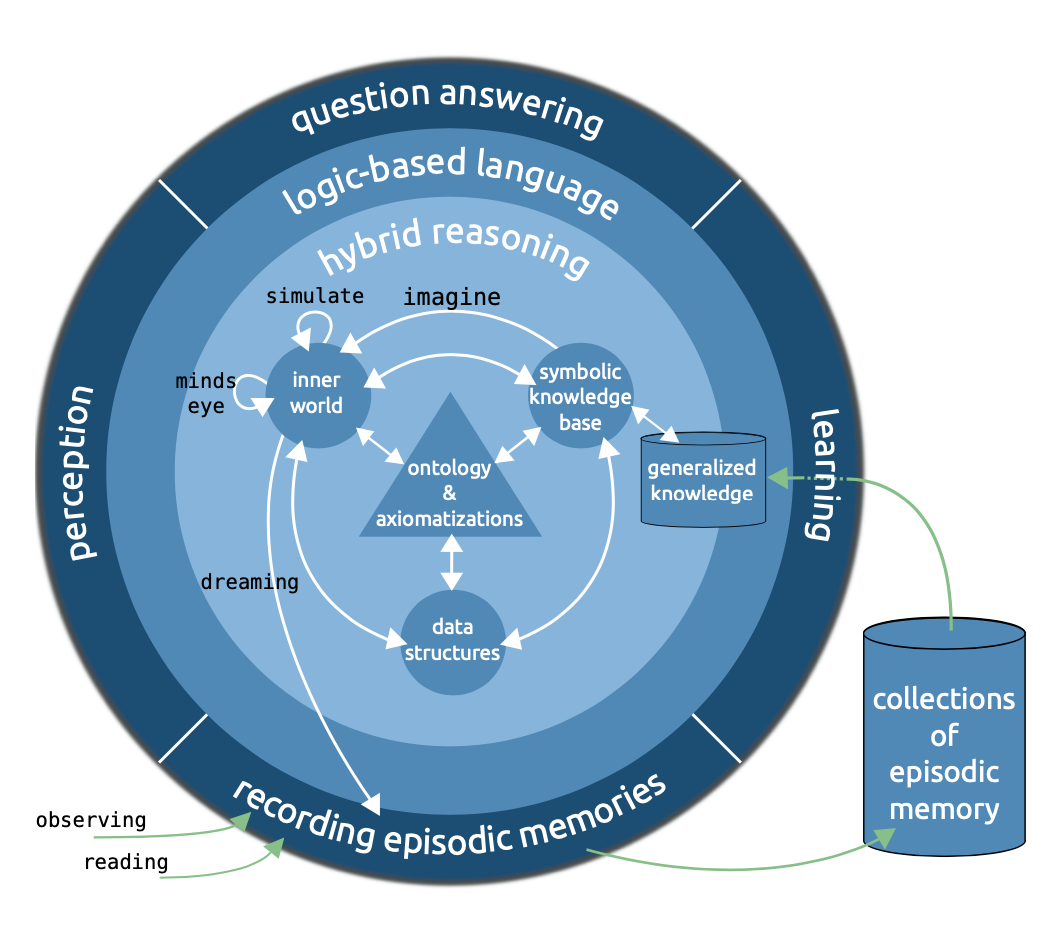 question answering
logic-based language
hybrid reasoning
simulate
imagine
minds
eye
inner
world
symbolic
knowledge
base
perception
learning
ontology
&
axiomatizations
generalized
knowledge
dreaming
data
structures
collections
of
episodic
memory
recording episodic memories
observing
reading